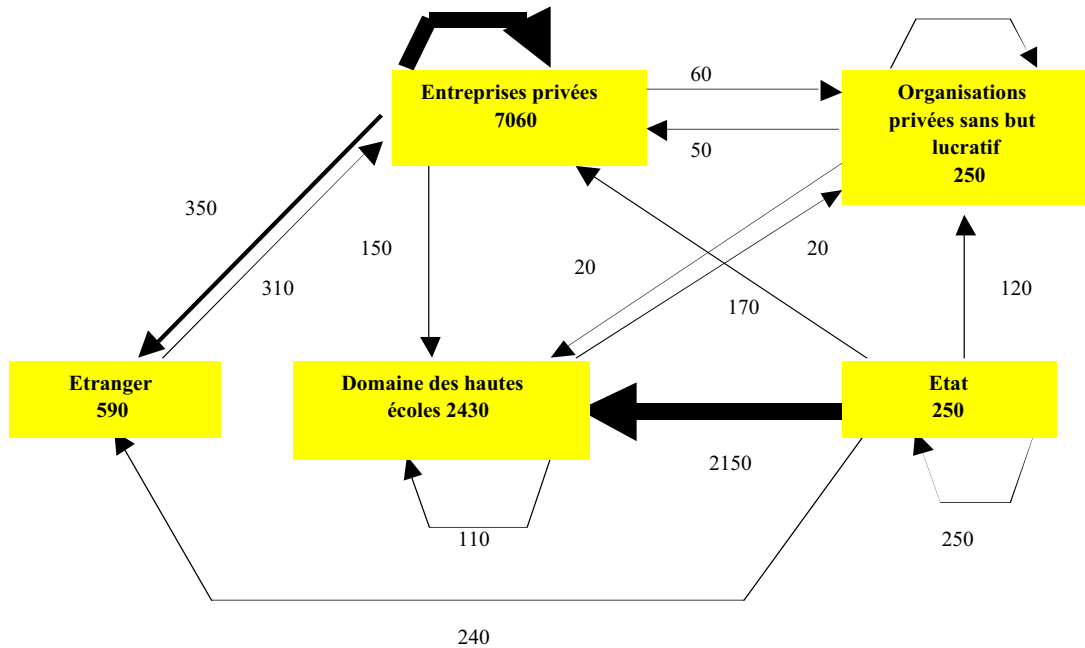 Entreprises privées
7060
60
Organisations
privées sans but
lucratif
250
50
350
310
150
20
20
170
120
Etranger
590
Domaine des hautes
écoles 2430
Etat
250
2150
110
250
240